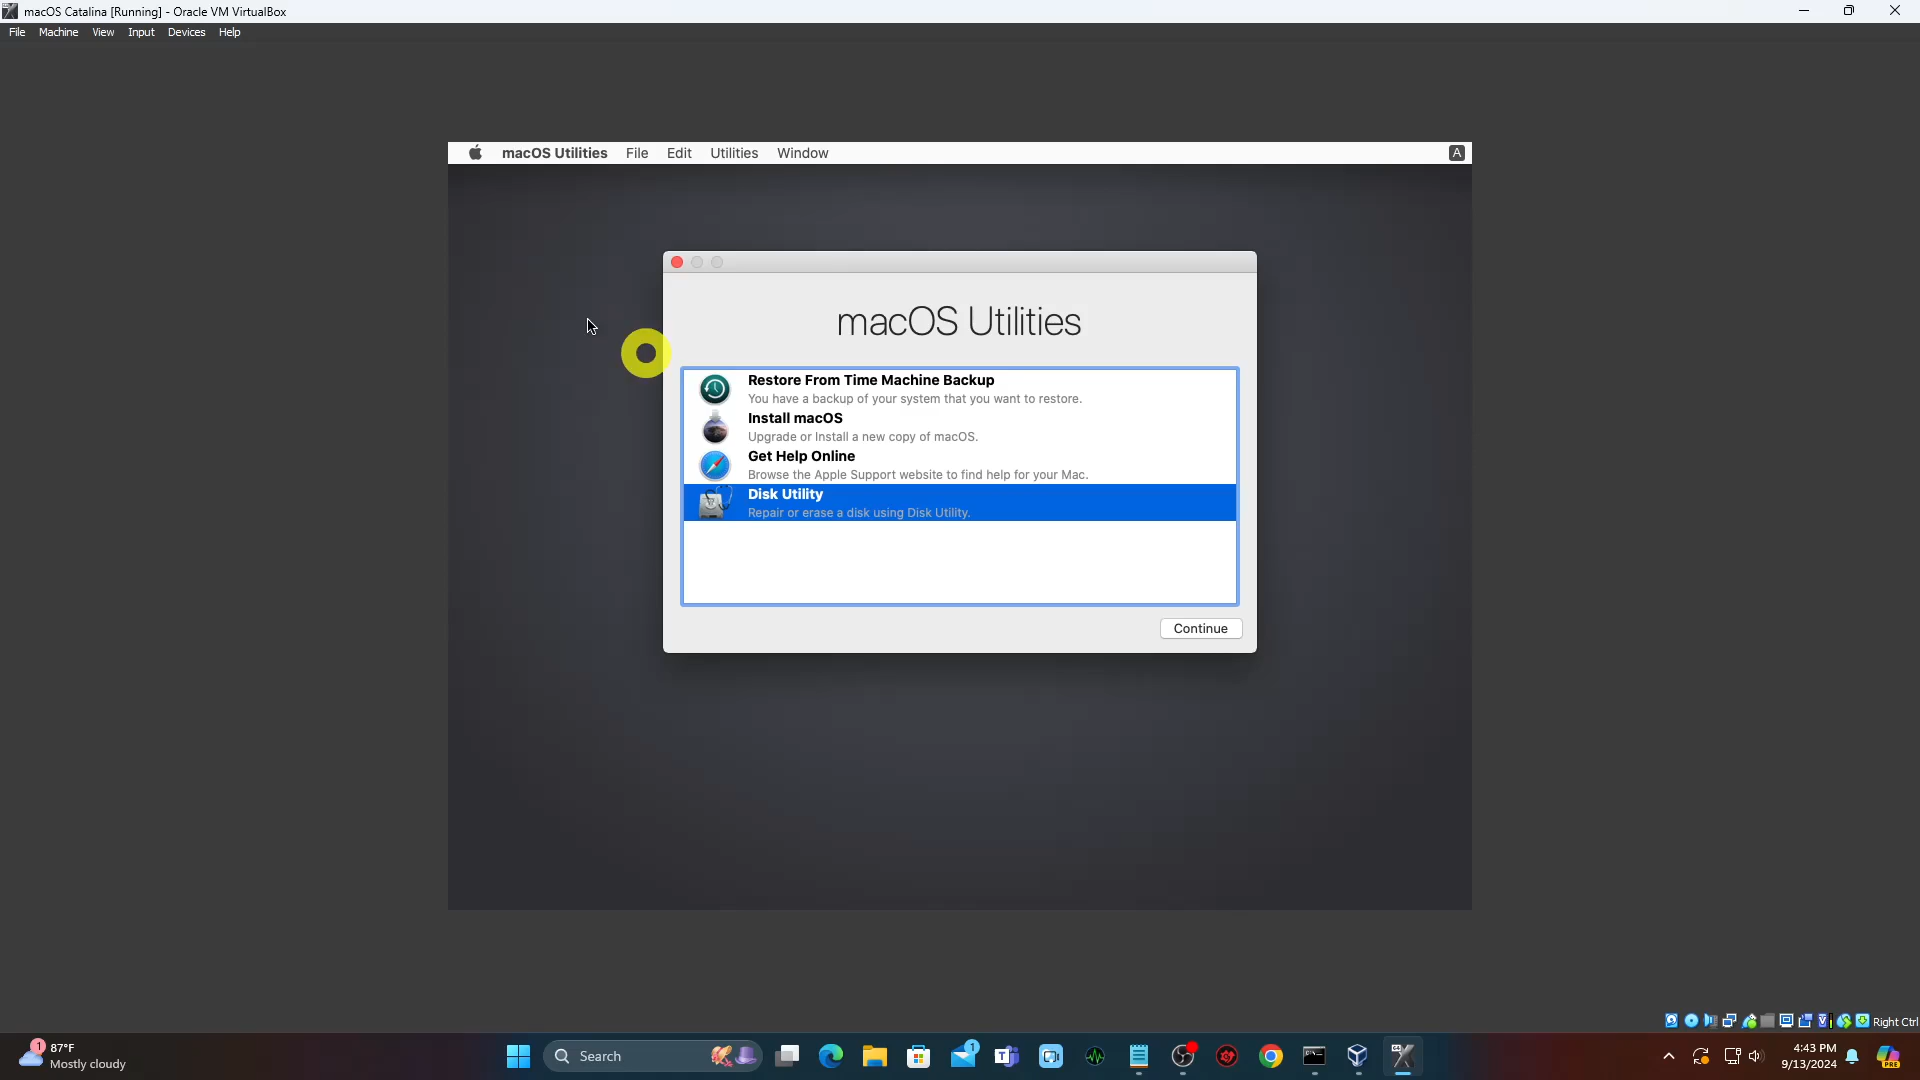 macOS Catalina [Running] - Oracle VM VirtualBox
File Machine View Input Devices Help
macOS Utilities File Edit Utilities Window
A
macOS Utilities
Restore From Time Machine Backup
You have a backup of your system that you want to restore.
Install macOS
Upgrade or Install a new copy of macOS.
Get Help Online
Browse the Apple Support website to find help for your Mac.
Disk Utility
Repair or erase a disk using Disk Utility.
Continue
Right Ctrl
1
87°F
Mostly cloudy
Search
1
4:43 PM
9/13/2024
PRE